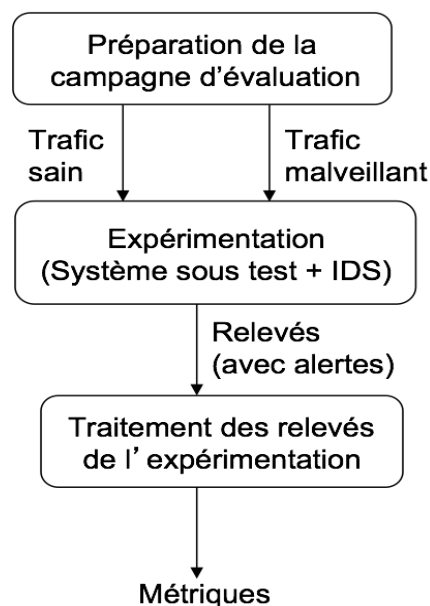 Préparation de la
campagne d'évaluation
Trafic
sain
Trafic
malveillant
Expérimentation
(Système sous test + IDS)
Relevés
(avec alertes)
Traitement des relevés
de l'expérimentation
Métriques